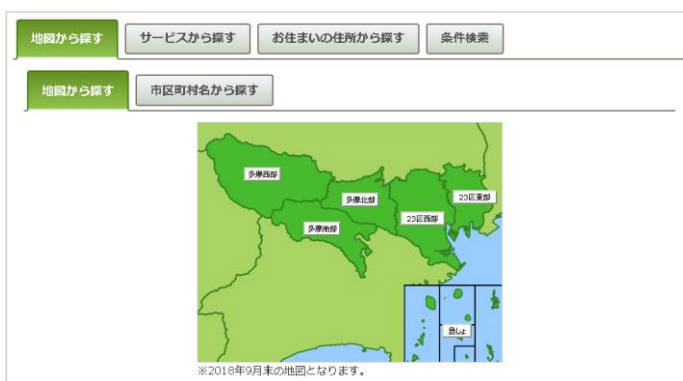 地図から探す
サービスから探す
お住まいの住所から探す
条件検索
地図から探す
市区町村名から探す
多摩西部
多摩北部
23区東部
23区西部
多摩南部
島しょ
※2018年9月末の地図となります。